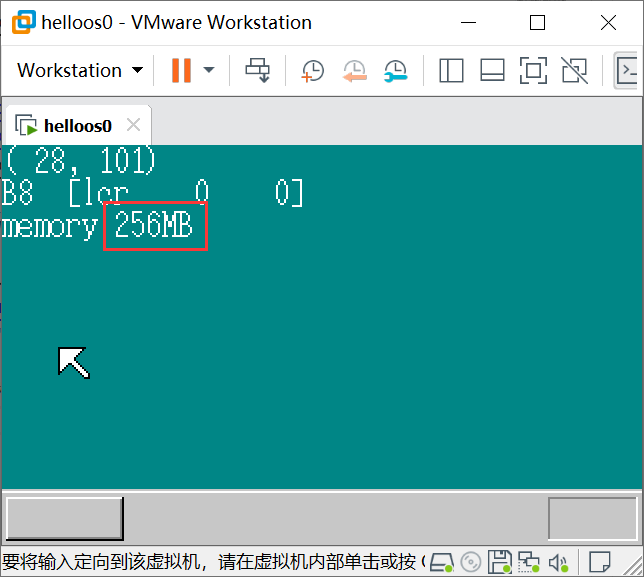 helloos0 - VMware Workstation
Workstation
helloos0
( 28, 101)
B8 [lcr 0 0]
memory 256MB
要将输入定向到该虚拟机，请在虚拟机内部单击或按